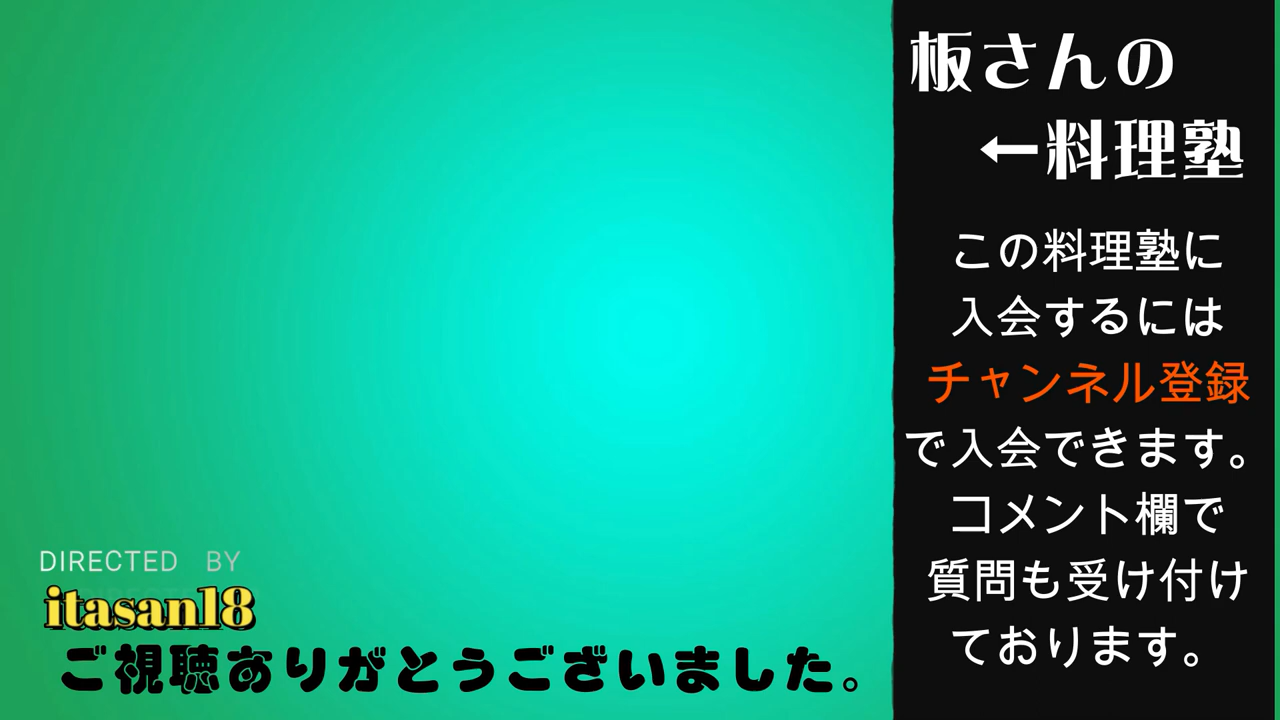 板さんの
←料理塾
この料理塾に
入会するには
チャンネル登録
で入会できます。
コメント欄で
質問も受け付け
ております。
DIRECTED BY
itasan18
ご視聴ありがとうございました。